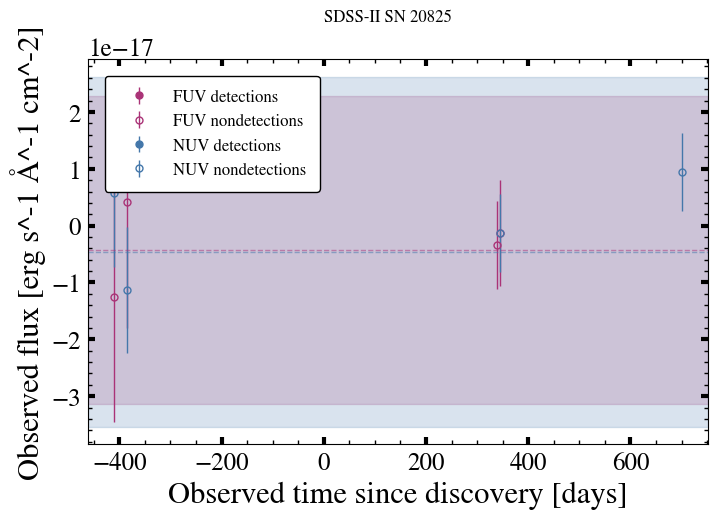 SDSS-II SN 20825
1e−17
FUV detections
FUV nondetections
NUV detections
NUV nondetections
2
1
0
−1
−2
−3
Observed flux [erg s^-1 Å^-1 cm^-2]
−400 −200 0 200 400 600
Observed time since discovery [days]